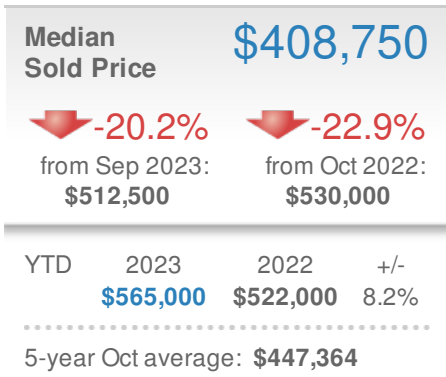 Median $408,750
Sold Price
-20.2% -22.9%
from Sep 2023: from Oct 2022:
$512,500 $530,000
YTD 2023 2022 +/-
$565,000 $522,000 8.2%
5-year Oct average: $447,364